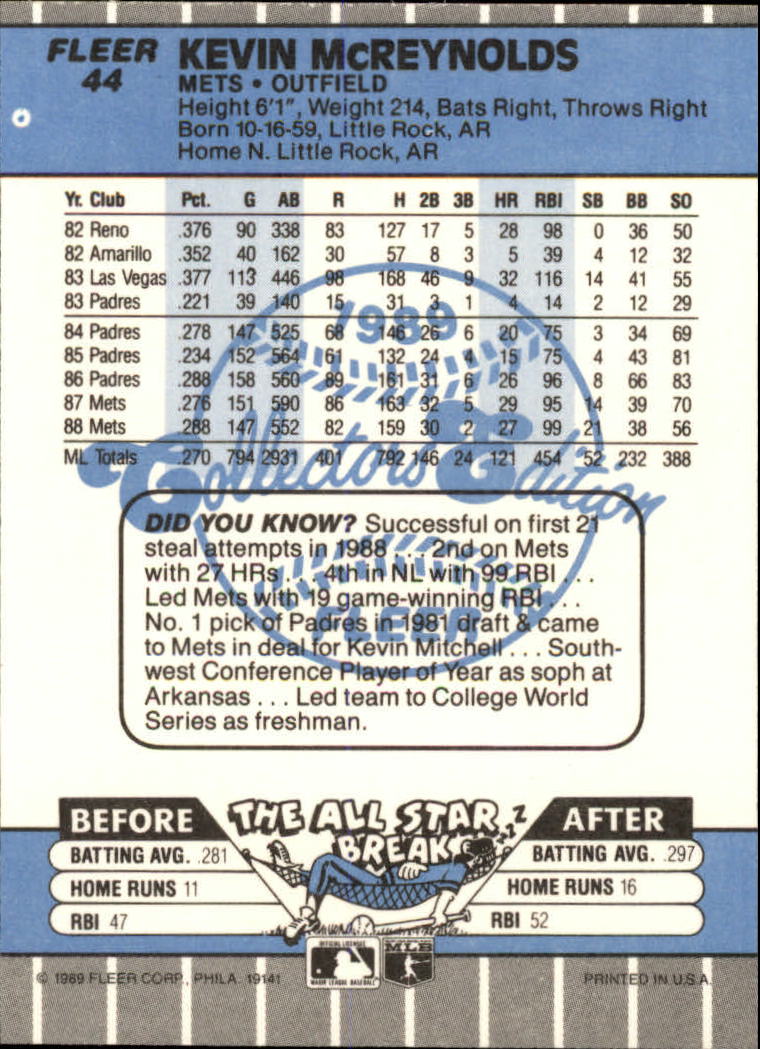 FLEER
44
KEVIN McREYNOLDS
METS • OUTFIELD
Height 6'1", Weight 214, Bats Right, Throws Right
Born 10-16-59, Little Rock, AR
Home N. Little Rock, AR
Yr. Club Pct. G AB R H 2B 3B HR RBI SB BB SO
82 Reno .376 90 338 83 127 17 5 28 98 0 36 50
82 Amarillo .352 40 162 30 57 8 3 5 39 4 12 32
83 Las Vegas .377 113 446 98 168 46 9 32 116 14 41 55
83 Padres .221 39 140 15 31 3 1 4 14 2 12 29
84 Padres .278 147 525 68 146 26 6 20 75 3 34 69
85 Padres .234 152 564 61 132 24 4 15 75 4 43 81
86 Padres .288 158 560 89 161 31 6 26 96 8 66 83
87 Mets .276 151 590 86 163 32 5 29 95 14 39 70
88 Mets .288 147 552 82 159 30 2 27 99 21 38 56
ML Totals .270 794 2931 401 792 146 24 121 454 52 232 388
1989
Collectors' Edition
FLEER
DID YOU KNOW? Successful on first 21
steal attempts in 1988 . . . 2nd on Mets
with 27 HRs . . . 4th in NL with 99 RBI . . .
Led Mets with 19 game-winning RBI . . .
No. 1 pick of Padres in 1981 draft & came
to Mets in deal for Kevin Mitchell . . . South-
west Conference Player of Year as soph at
Arkansas . . . Led team to College World
Series as freshman.
BEFORE THE ALL STAR BREAK AFTER
zzZ
BATTING AVG. .281 BATTING AVG. .297
HOME RUNS 11 HOME RUNS 16
RBI 47 RBI 52
OFFICIAL LICENSEE
MAJOR LEAGUE BASEBALL
MLB
© 1989 FLEER CORP., PHILA. 19141 PRINTED IN U.S.A.